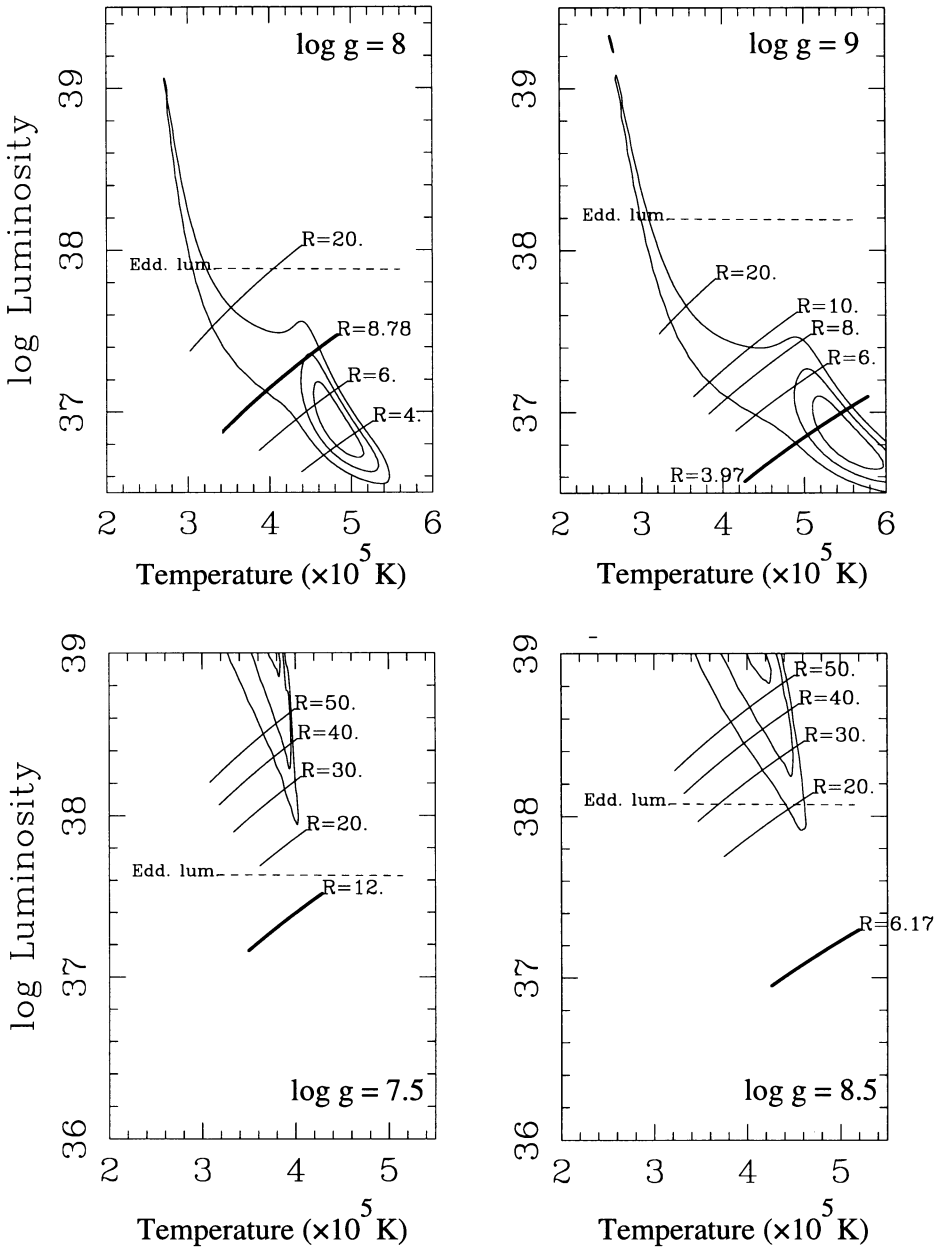 log g = 8
log Luminosity
39
38
37
Edd. lum.
R=20.
R=8.78
R=6.
R=4.
2 3 4 5 6
Temperature (×10^5 K)
log g = 9
39
38
37
Edd. lum.
R=20.
R=10.
R=8.
R=6.
R=3.97
2 3 4 5 6
Temperature (×10^5 K)
log Luminosity
39
38
37
36
R=50.
R=40.
R=30.
R=20.
Edd. lum.
R=12.
log g = 7.5
2 3 4 5
Temperature (×10^5 K)
39
38
37
36
R=50.
R=40.
R=30.
R=20.
Edd. lum.
R=6.17
log g = 8.5
2 3 4 5
Temperature (×10^5 K)